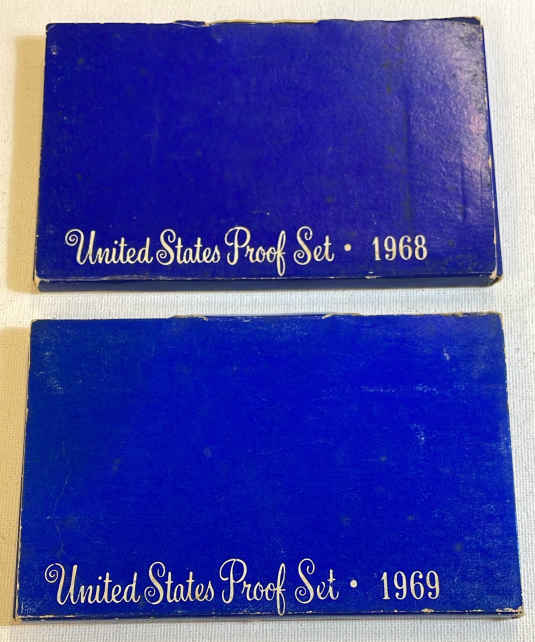 United States Proof Set • 1968
United States Proof Set • 1969